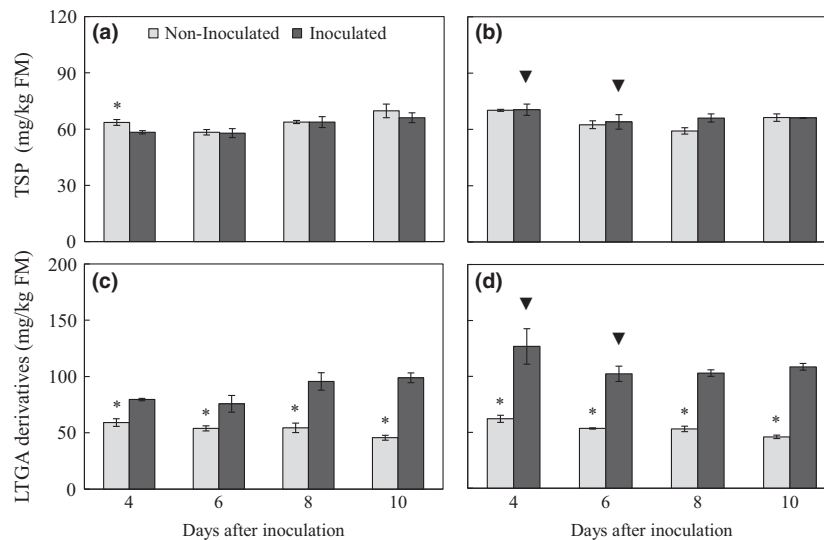 (a) Non-Inoculated Inoculated (b)
120
90
60
30
0
TSP (mg/kg FM)
*
(c) (d)
200
150
100
50
0
LTGA derivatives (mg/kg FM)
* * * * * * * *
4 6 8 10 4 6 8 10
Days after inoculation Days after inoculation